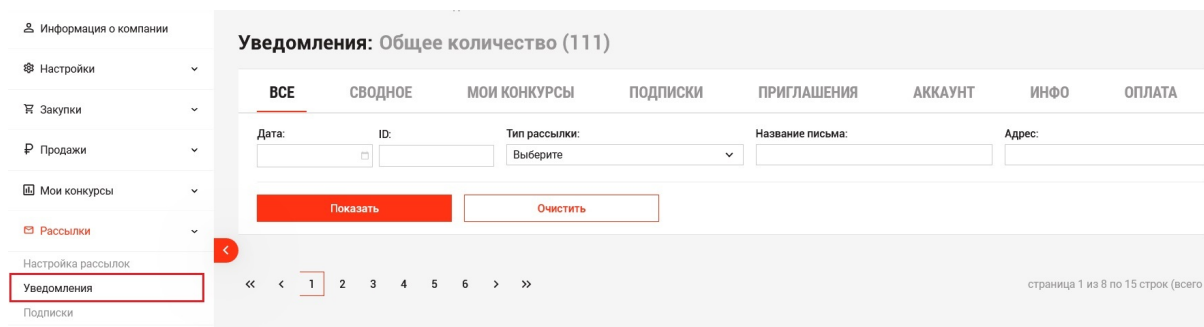 Информация о компании
Настройки
Закупки
Продажи
Мои конкурсы
Рассылки
Настройка рассылок
Уведомления
Подписки
Уведомления: Общее количество (111)
ВСЕ СВОДНОЕ МОИ КОНКУРСЫ ПОДПИСКИ ПРИГЛАШЕНИЯ АККАУНТ ИНФО ОПЛАТА
Дата: ID: Тип рассылки: Название письма: Адрес:
Выберите
Показать Очистить
« < 1 2 3 4 5 6 > »
страница 1 из 8 по 15 строк (всего